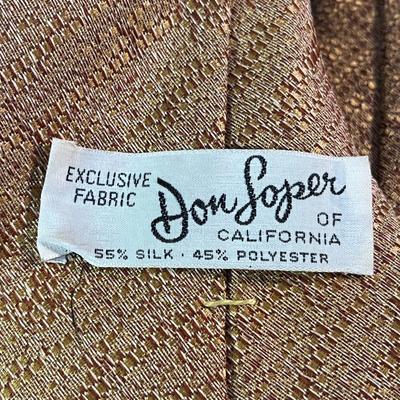 EXCLUSIVE
FABRIC
Don Loper
OF
CALIFORNIA
55% SILK · 45% POLYESTER